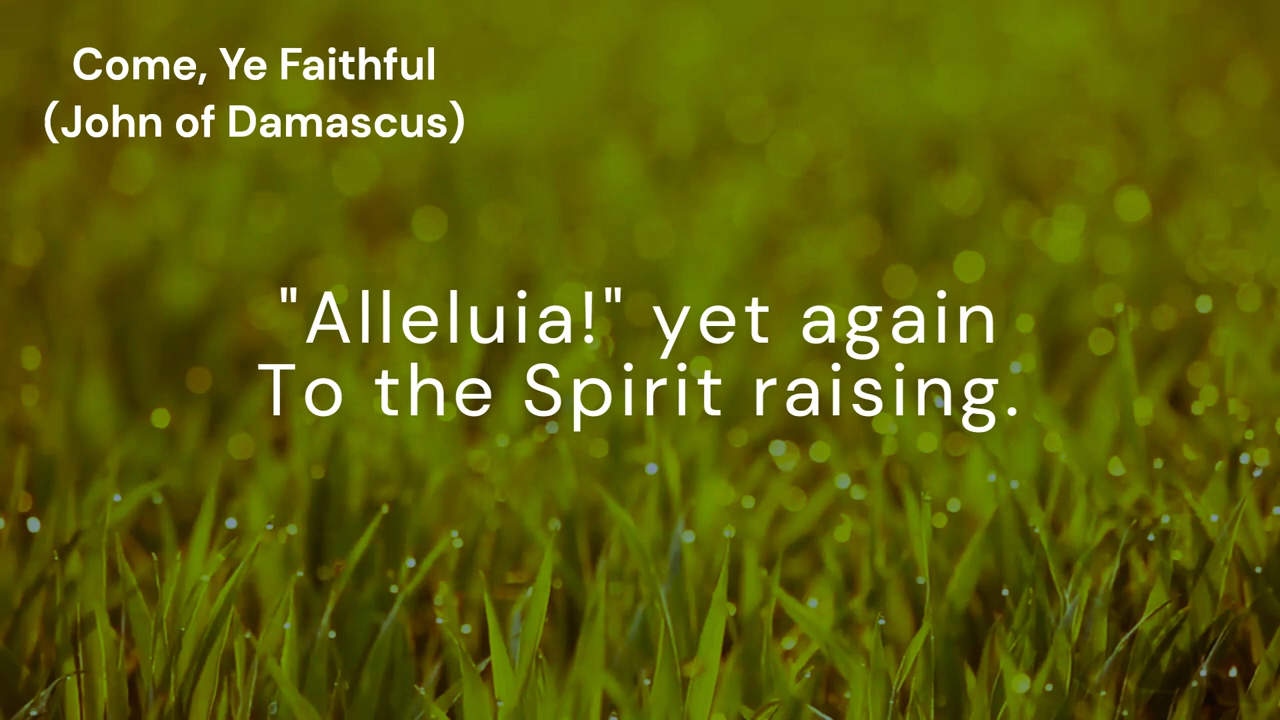 Come, Ye Faithful
(John of Damascus)
"Alleluia!" yet again
To the Spirit raising.